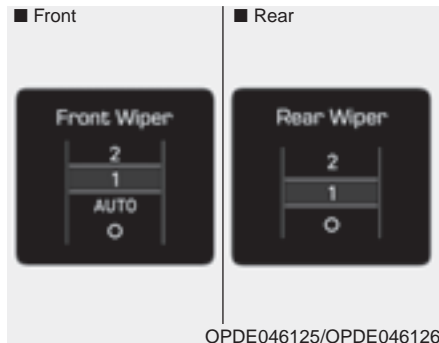 ■ Front
■ Rear
Front Wiper
2
1
AUTO
O
Rear Wiper
2
1
O
OPDE046125/OPDE046126